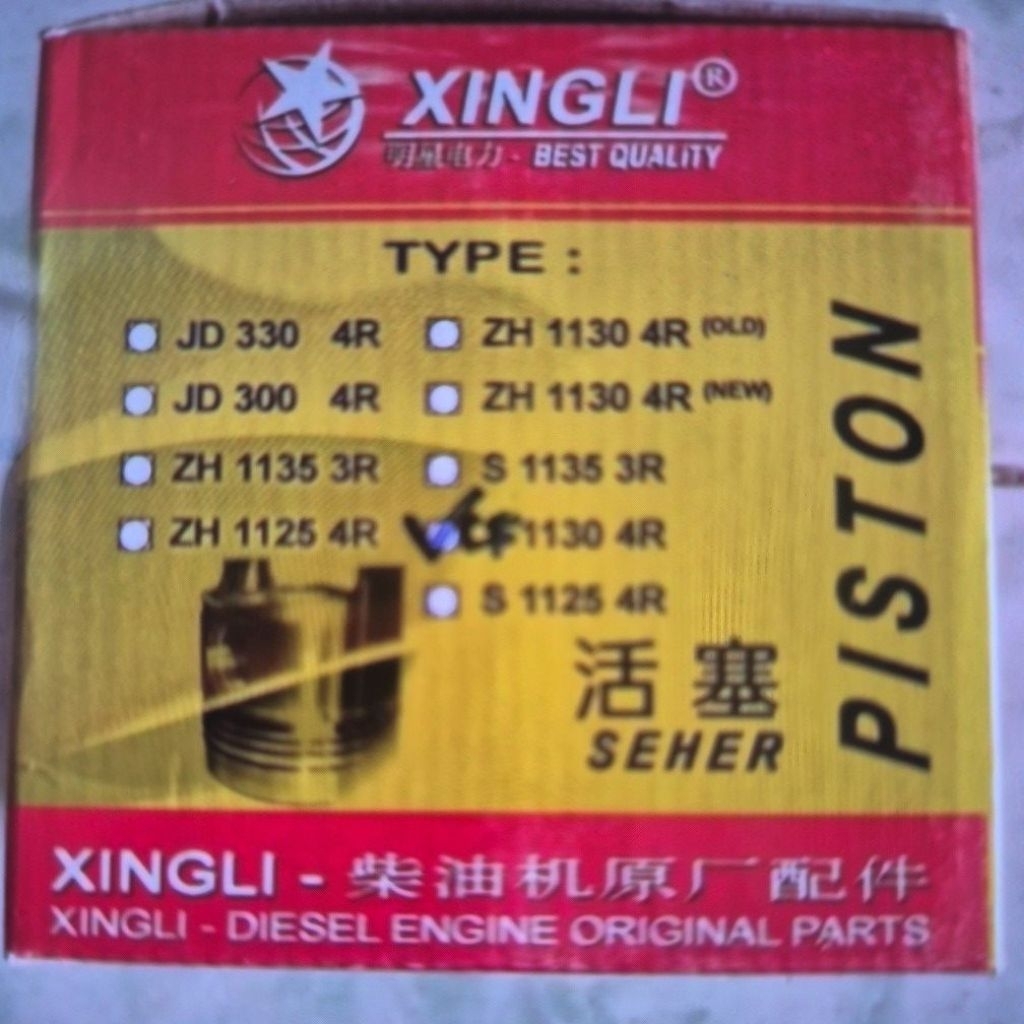 XINGLI®
明星电力 - BEST QUALITY
TYPE :
JD 330 4R
JD 300 4R
ZH 1135 3R
ZH 1125 4R
ZH 1130 4R (OLD)
ZH 1130 4R (NEW)
S 1135 3R
CF 1130 4R
S 1125 4R
PISTON
活塞
SEHER
XINGLI - 柴油机原厂配件
XINGLI - DIESEL ENGINE ORIGINAL PARTS